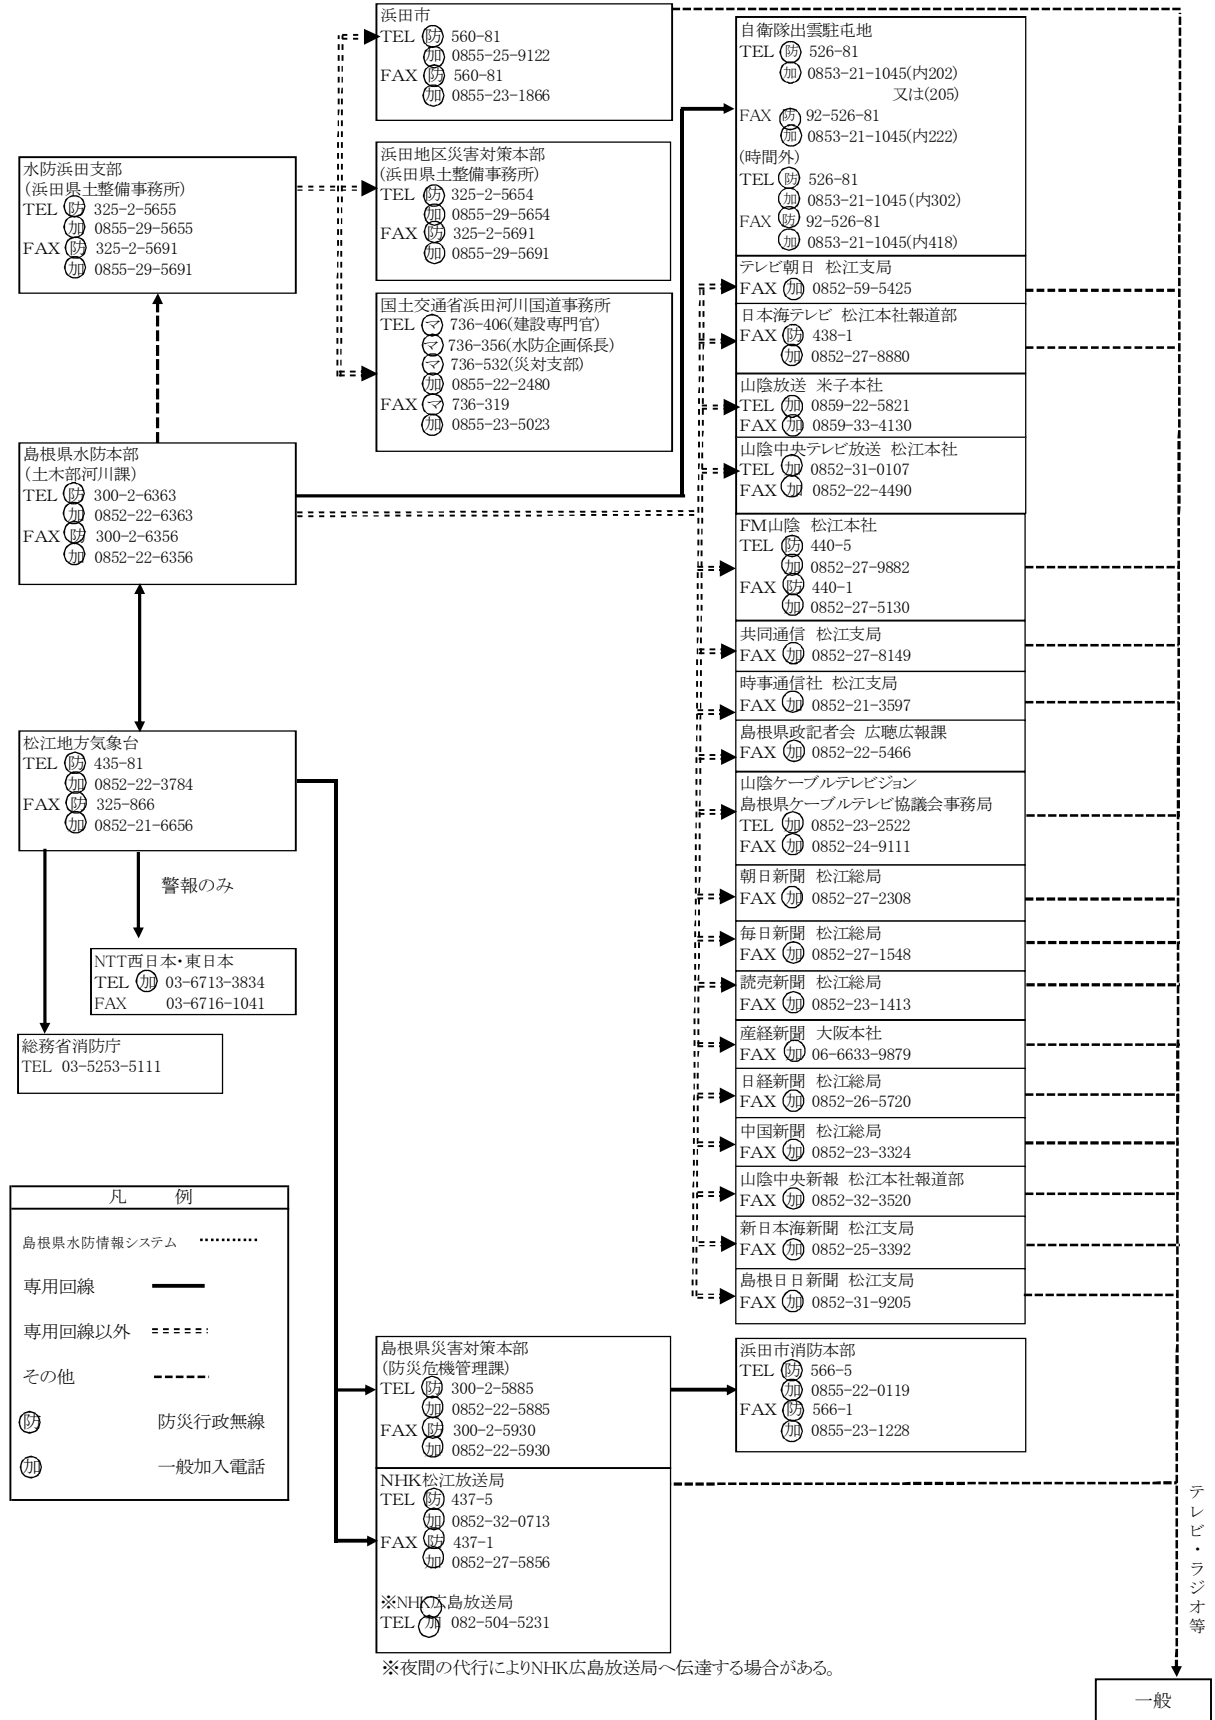 浜田市
TEL 防 560-81
加 0855-25-9122
FAX 防 560-81
加 0855-23-1866
浜田地区災害対策本部
(浜田県土整備事務所)
TEL 防 325-2-5654
加 0855-29-5654
FAX 防 325-2-5691
加 0855-29-5691
国土交通省浜田河川国道事務所
TEL マ 736-406(建設専門官)
マ 736-356(水防企画係長)
マ 736-532(災対支部)
加 0855-22-2480
FAX マ 736-319
加 0855-23-5023
水防浜田支部
(浜田県土整備事務所)
TEL 防 325-2-5655
加 0855-29-5655
FAX 防 325-2-5691
加 0855-29-5691
島根県水防本部
(土木部河川課)
TEL 防 300-2-6363
加 0852-22-6363
FAX 防 300-2-6356
加 0852-22-6356
松江地方気象台
TEL 防 435-81
加 0852-22-3784
FAX 防 325-866
加 0852-21-6656
警報のみ
NTT西日本・東日本
TEL 加 03-6713-3834
FAX 03-6716-1041
総務省消防庁
TEL 03-5253-5111
自衛隊出雲駐屯地
TEL 防 526-81
加 0853-21-1045(内202)
又は(205)
FAX 防 92-526-81
加 0853-21-1045(内222)
(時間外)
TEL 防 526-81
加 0853-21-1045(内302)
FAX 防 92-526-81
加 0853-21-1045(内418)
テレビ朝日 松江支局
FAX 加 0852-59-5425
日本海テレビ 松江本社報道部
FAX 防 438-1
加 0852-27-8880
山陰放送 米子本社
TEL 加 0859-22-5821
FAX 加 0859-33-4130
山陰中央テレビ放送 松江本社
TEL 加 0852-31-0107
FAX 加 0852-22-4490
FM山陰 松江本社
TEL 防 440-5
加 0852-27-9882
FAX 防 440-1
加 0852-27-5130
共同通信 松江支局
FAX 加 0852-27-8149
時事通信社 松江支局
FAX 加 0852-21-3597
島根県政記者会 広聴広報課
FAX 加 0852-22-5466
山陰ケーブルテレビジョン
島根県ケーブルテレビ協議会事務局
TEL 加 0852-23-2522
FAX 加 0852-24-9111
朝日新聞 松江総局
FAX 加 0852-27-2308
毎日新聞 松江総局
FAX 加 0852-27-1548
読売新聞 松江総局
FAX 加 0852-23-1413
産経新聞 大阪本社
FAX 加 06-6633-9879
日経新聞 松江総局
FAX 加 0852-26-5720
中国新聞 松江総局
FAX 加 0852-23-3324
山陰中央新報 松江本社報道部
FAX 加 0852-32-3520
新日本海新聞 松江支局
FAX 加 0852-25-3392
島根日日新聞 松江支局
FAX 加 0852-31-9205
凡 例
島根県水防情報システム
専用回線
専用回線以外
その他
防 防災行政無線
加 一般加入電話
島根県災害対策本部
(防災危機管理課)
TEL 防 300-2-5885
加 0852-22-5885
FAX 防 300-2-5930
加 0852-22-5930
浜田市消防本部
TEL 防 566-5
加 0855-22-0119
FAX 防 566-1
加 0855-23-1228
NHK松江放送局
TEL 防 437-5
加 0852-32-0713
FAX 防 437-1
加 0852-27-5856
※NHK広島放送局
TEL 加 082-504-5231
※夜間の代行によりNHK広島放送局へ伝達する場合がある。
テレビ・ラジオ等
一般